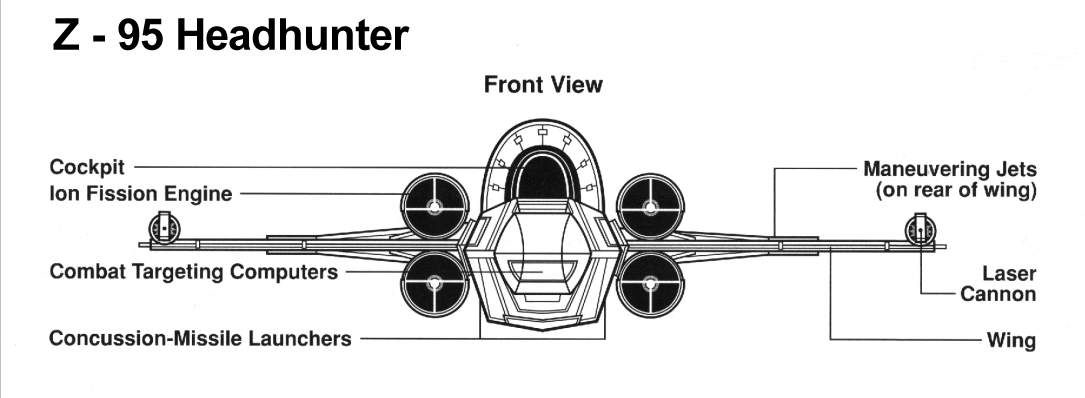 Z - 95 Headhunter
Front View
Cockpit
Ion Fission Engine
Combat Targeting Computers
Concussion-Missile Launchers
Maneuvering Jets
(on rear of wing)
Laser
Cannon
Wing